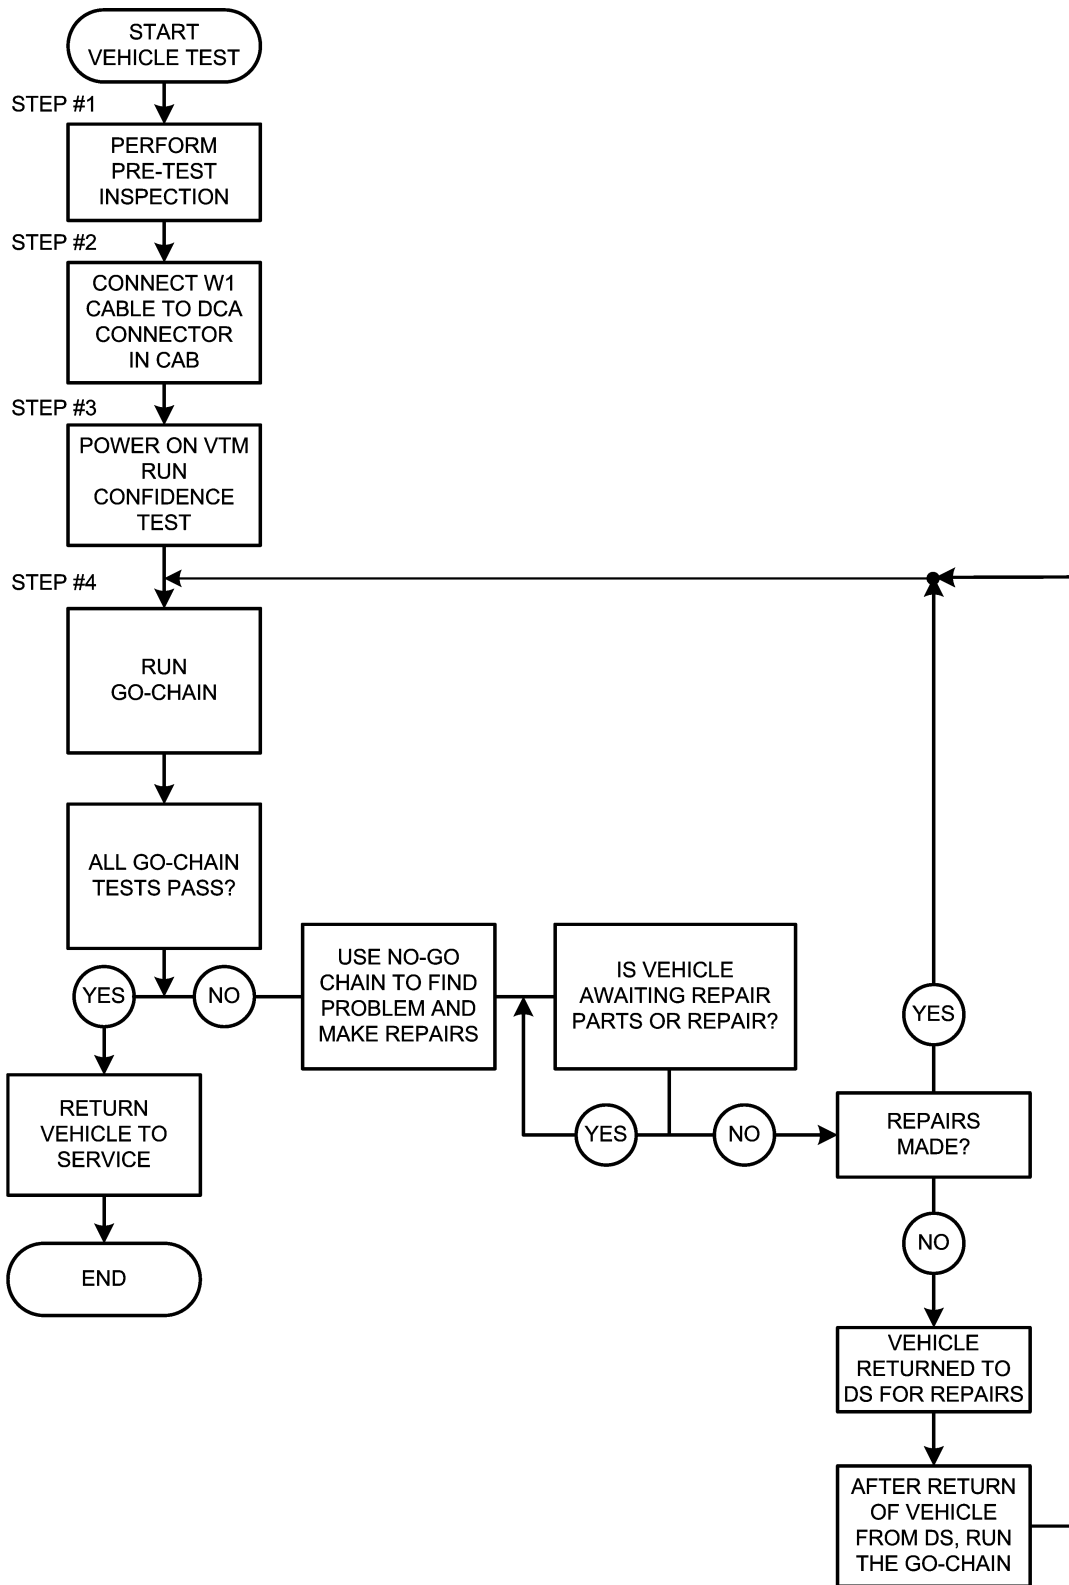 START
VEHICLE TEST
STEP #1
PERFORM
PRE-TEST
INSPECTION
STEP #2
CONNECT W1
CABLE TO DCA
CONNECTOR
IN CAB
STEP #3
POWER ON VTM
RUN
CONFIDENCE
TEST
STEP #4
RUN
GO-CHAIN
ALL GO-CHAIN
TESTS PASS?
YES
NO
RETURN
VEHICLE TO
SERVICE
END
USE NO-GO
CHAIN TO FIND
PROBLEM AND
MAKE REPAIRS
IS VEHICLE
AWAITING REPAIR
PARTS OR REPAIR?
YES
NO
YES
REPAIRS
MADE?
NO
VEHICLE
RETURNED TO
DS FOR REPAIRS
AFTER RETURN
OF VEHICLE
FROM DS, RUN
THE GO-CHAIN